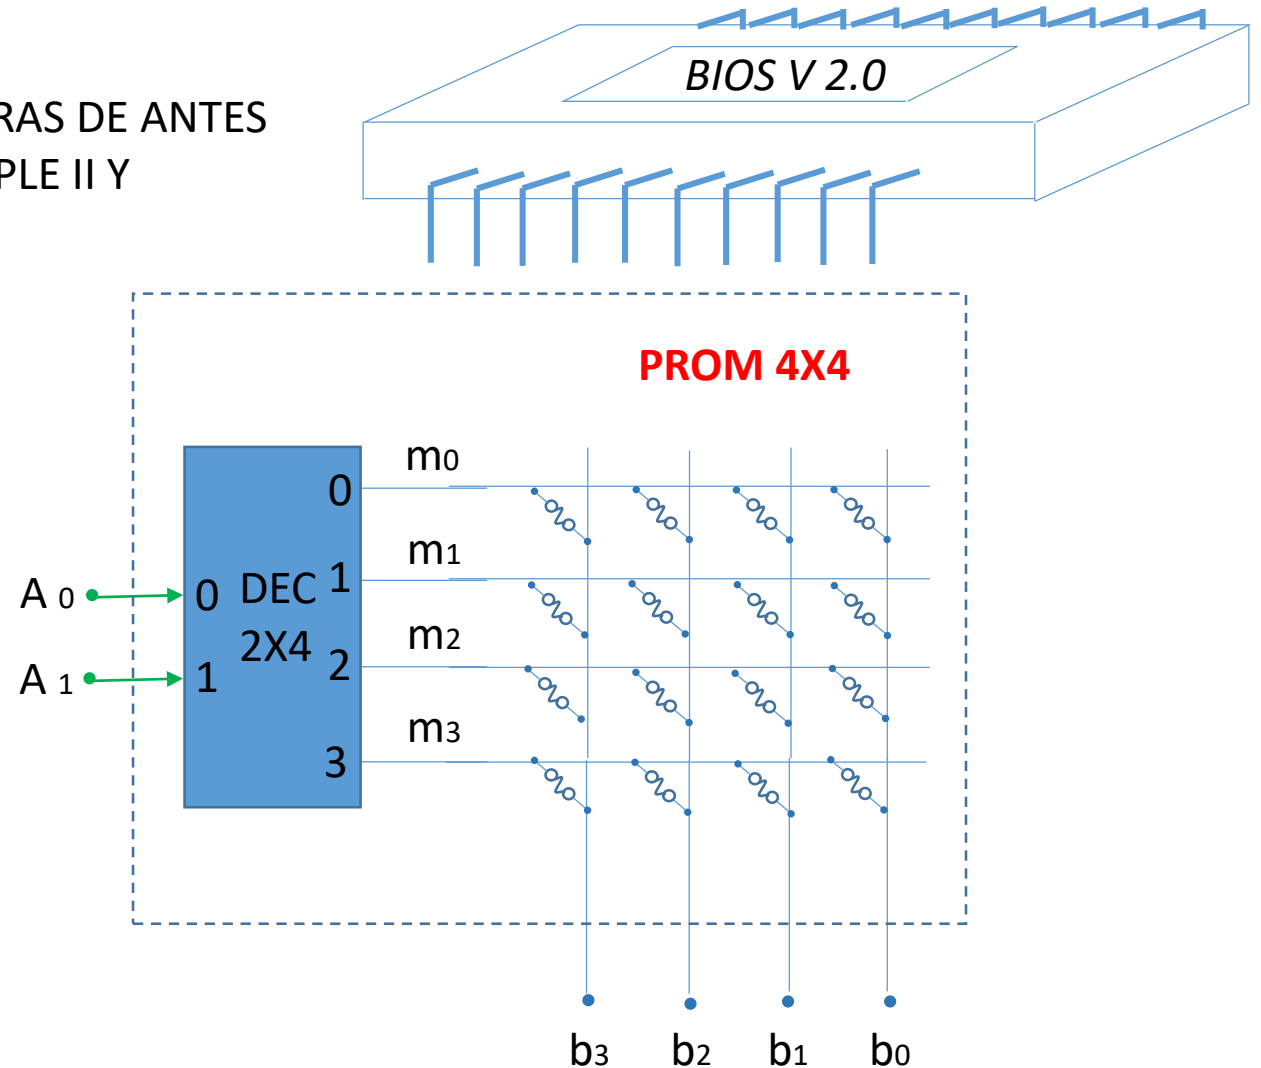 BIOS V 2.0
RAS DE ANTES
PLE II Y
PROM 4X4
m0
0
m1
1
A 0
0
DEC
2X4
m2
2
A 1
1
m3
3
b3 b2 b1 b0